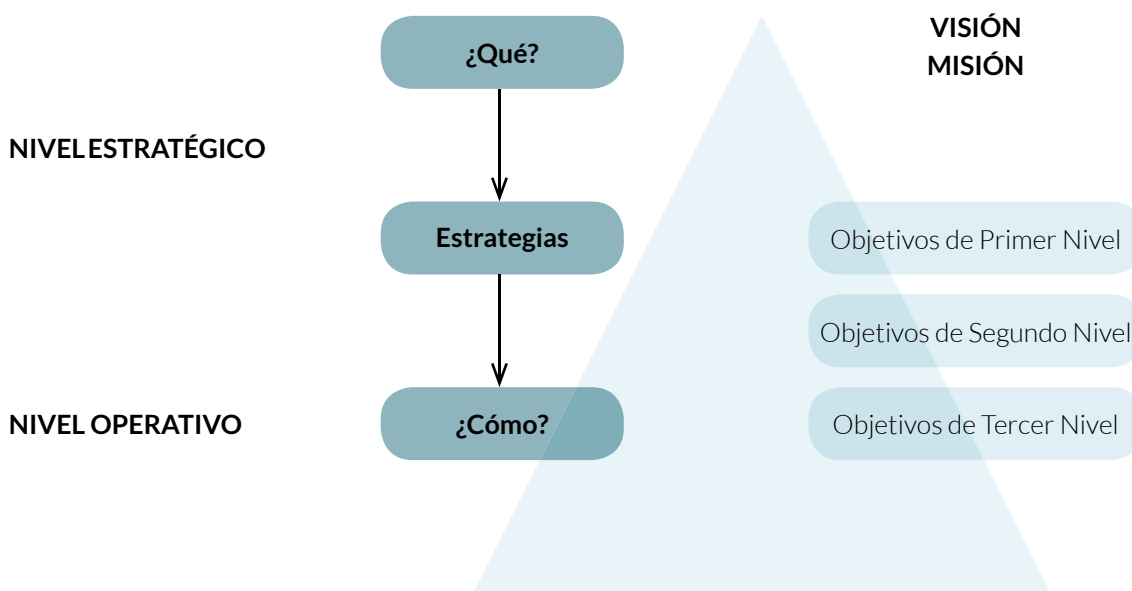 ¿Qué?
VISIÓN
MISIÓN
NIVEL ESTRATÉGICO
Estrategias
Objetivos de Primer Nivel
Objetivos de Segundo Nivel
NIVEL OPERATIVO
¿Cómo?
Objetivos de Tercer Nivel